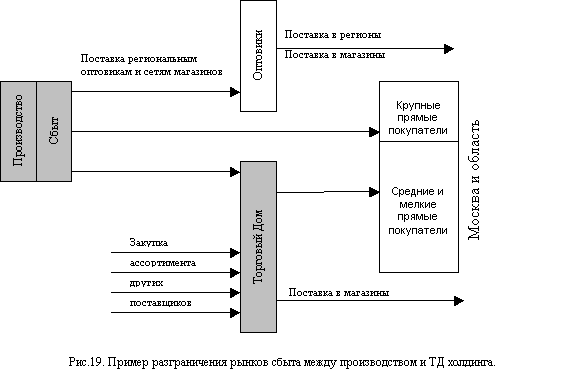 Производство
Сбыт
Поставка региональным
оптовикам и сетям магазинов
Оптовики
Поставка в регионы
Поставка в магазины
Крупные
прямые
покупатели
Средние и
мелкие
прямые
покупатели
Москва и область
Торговый Дом
Закупка
ассортимента
других
поставщиков
Поставка в магазины
Рис.19. Пример разграничения рынков сбыта между производством и ТД холдинга.